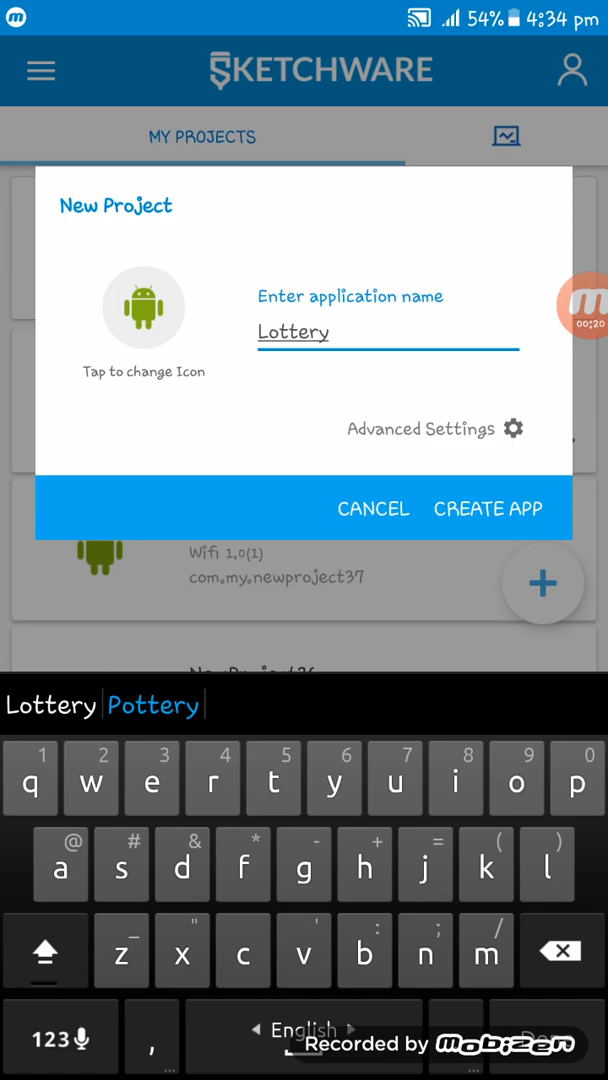 54% 4:34 pm
SKETCHWARE
MY PROJECTS
New Project
Enter application name
Lottery
Tap to change Icon
00:20
Advanced Settings
CANCEL CREATE APP
Wifi 1.0(1)
com.my.newproject37
NewProject36
Lottery Pottery
1 2 3 4 5 6 7 8 9 0
q w e r t y u i o p
@ # & * - + = ( )
a s d f g h j k l
_ " ' : ; /
z x c v b n m
123 , English Done
Recorded by mobizen